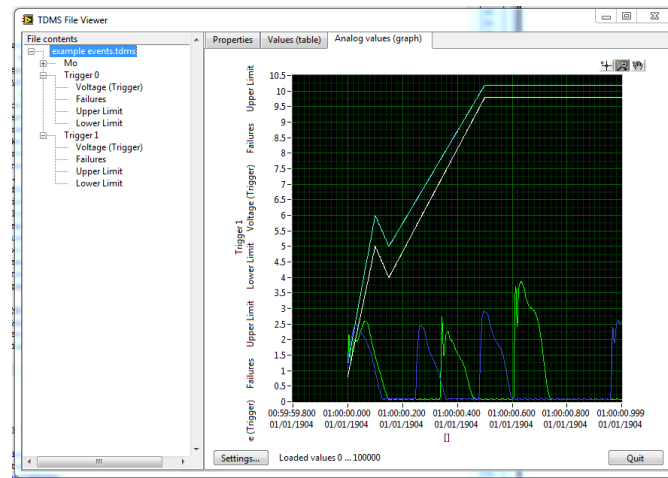 TDMS File Viewer
File contents
example events.tdms
Mo
Trigger 0
Voltage (Trigger)
Failures
Upper Limit
Lower Limit
Trigger 1
Voltage (Trigger)
Failures
Upper Limit
Lower Limit
Properties
Values (table)
Analog values (graph)
Upper Limit
Failures
Voltage (Trigger)
Trigger 1
Lower Limit
Upper Limit
Failures
e (Trigger)
10.5
10
9.5
9
8.5
8
7.5
7
6.5
6
5.5
5
4.5
4
3.5
3
2.5
2
1.5
1
0.5
0
00:59:59.800 01:00:00.000 01:00:00.200 01:00:00.400 01:00:00.600 01:00:00.800 01:00:00.999
01/01/1904 01/01/1904 01/01/1904 01/01/1904 01/01/1904 01/01/1904 01/01/1904
[]
Settings...
Loaded values 0 ... 100000
Quit